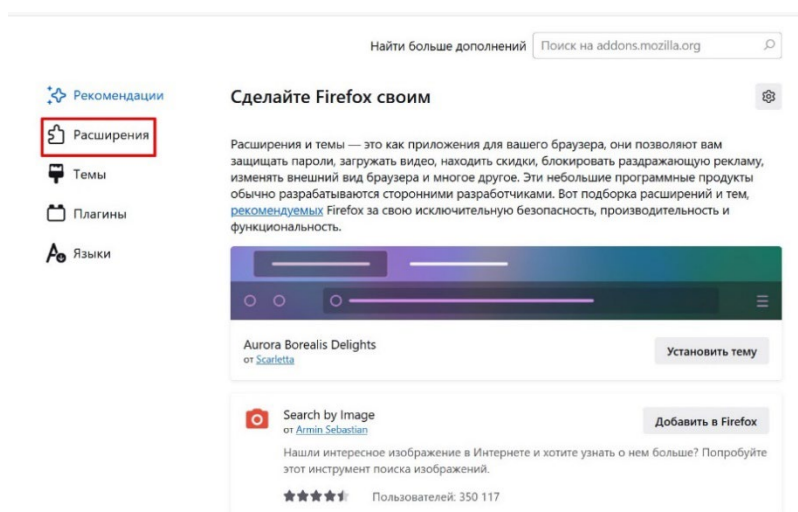 Найти больше дополнений
Поиск на addons.mozilla.org
Рекомендации
Расширения
Темы
Плагины
Языки
Сделайте Firefox своим
Расширения и темы — это как приложения для вашего браузера, они позволяют вам
защищать пароли, загружать видео, находить скидки, блокировать раздражающую рекламу,
изменять внешний вид браузера и многое другое. Эти небольшие программные продукты
обычно разрабатываются сторонними разработчиками. Вот подборка расширений и тем,
рекомендуемых Firefox за свою исключительную безопасность, производительность и
функциональность.
Aurora Borealis Delights
от Scarletta
Установить тему
Search by Image
от Armin Sebastian
Добавить в Firefox
Нашли интересное изображение в Интернете и хотите узнать о нем больше? Попробуйте
этот инструмент поиска изображений.
Пользователей: 350 117